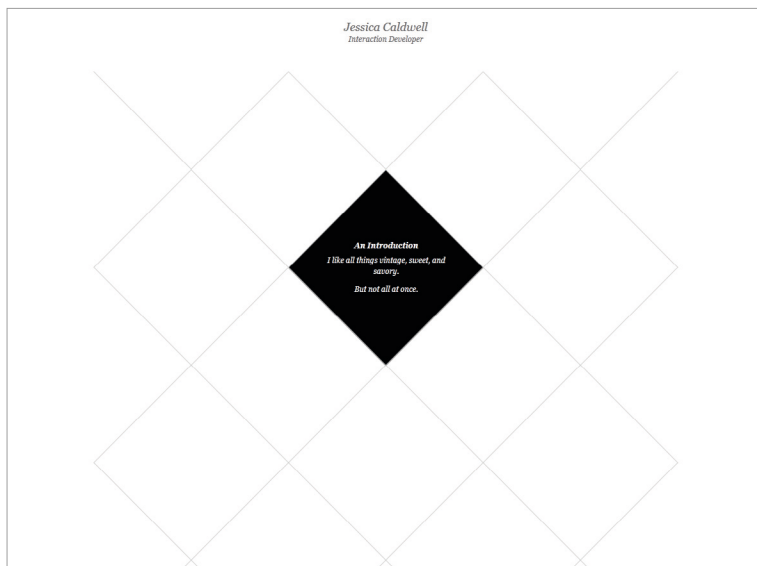 Jessica Caldwell
Interaction Developer
An Introduction
I like all things vintage, sweet, and
savory.
But not all at once.